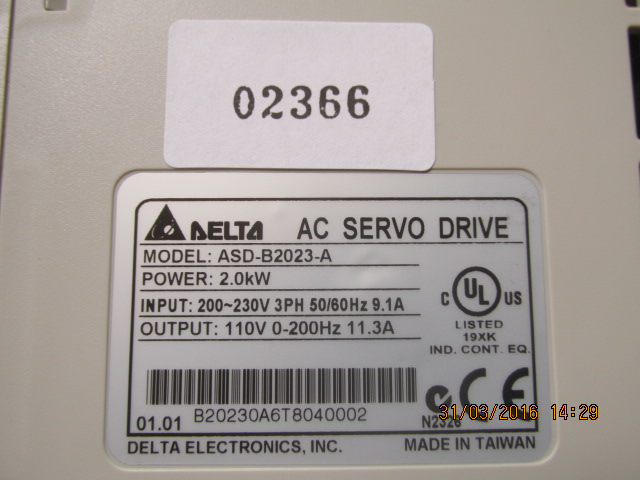 02366
DELTA AC SERVO DRIVE
MODEL: ASD-B2023-A
POWER: 2.0kW
INPUT: 200~230V 3PH 50/60Hz 9.1A
OUTPUT: 110V 0-200Hz 11.3A
C UL US
LISTED
19XK
IND. CONT. EQ.
01.01 B20230A6T8040002
N2326
31/03/2016 14:29
DELTA ELECTRONICS, INC. MADE IN TAIWAN